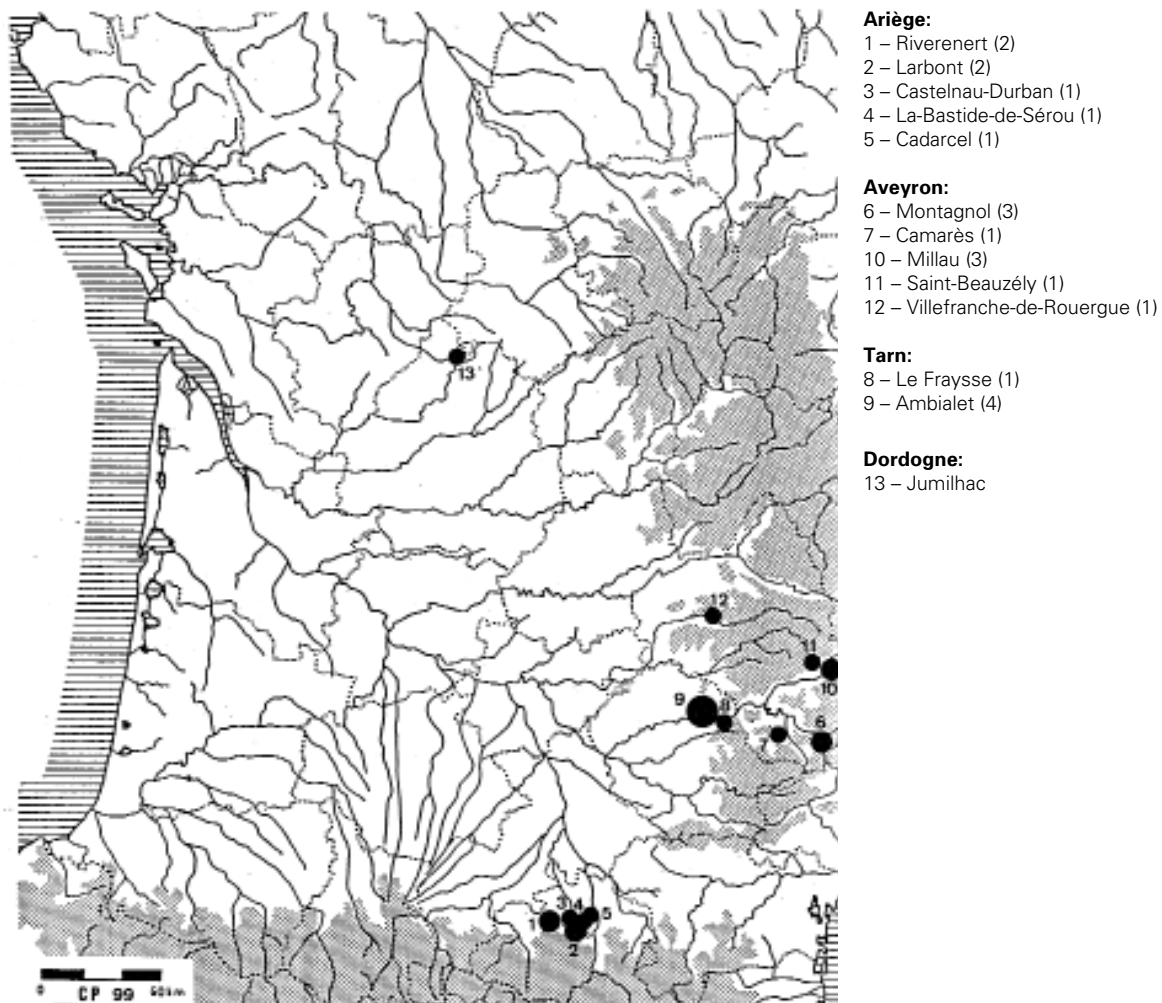 Ariège:
1 – Riverenert (2)
2 – Larbont (2)
3 – Castelnau-Durban (1)
4 – La-Bastide-de-Sérou (1)
5 – Cadarcel (1)
Aveyron:
6 – Montagnol (3)
7 – Camarès (1)
10 – Millau (3)
11 – Saint-Beauzély (1)
12 – Villefranche-de-Rouergue (1)
Tarn:
8 – Le Fraysse (1)
9 – Ambialet (4)
Dordogne:
13 – Jumilhac
13
12
11
10
9
8
7
6
3 4 5
1
2
0 CP 99 50km